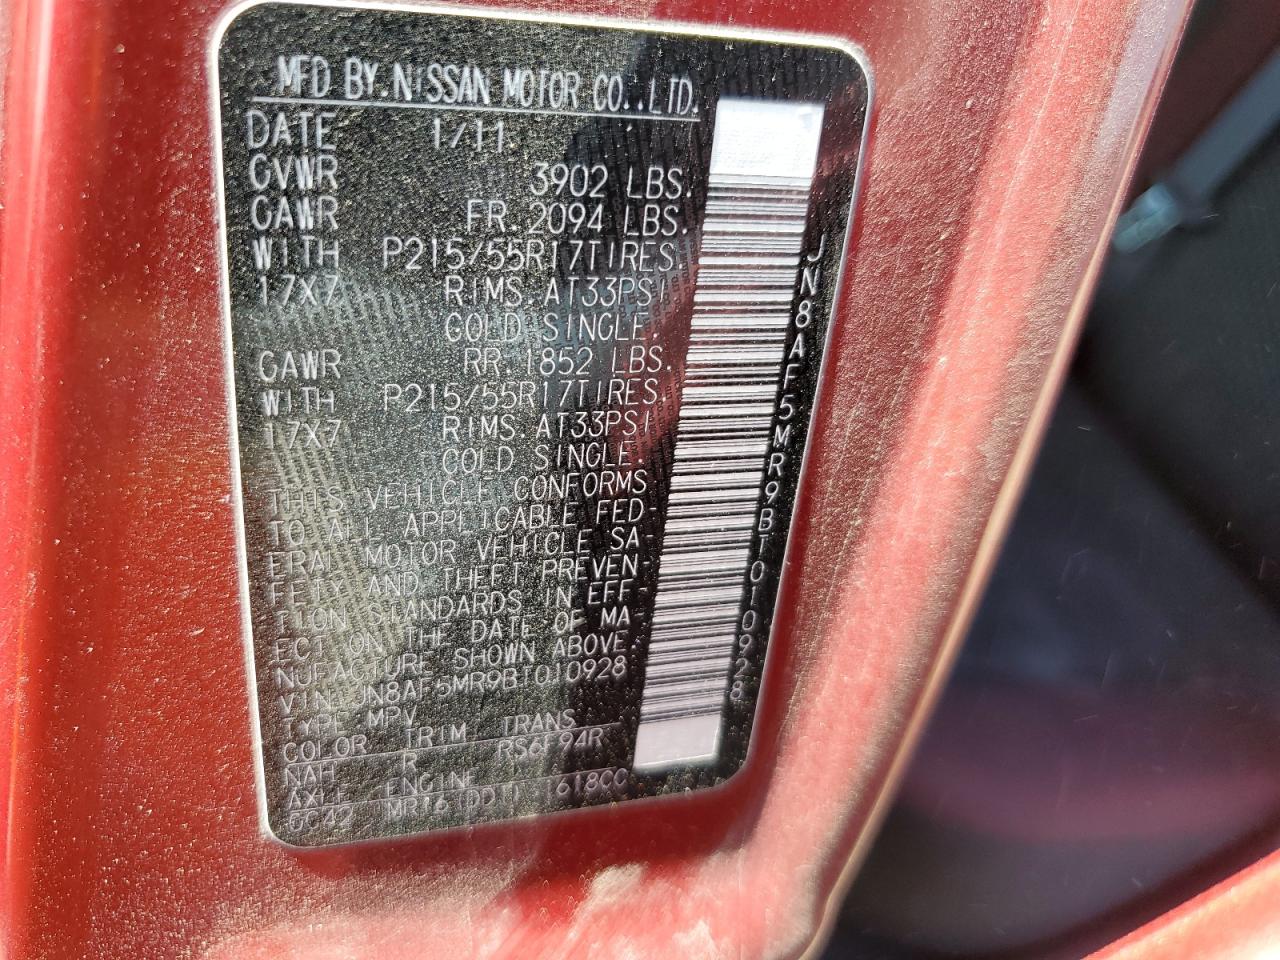 MFD BY.NISSAN MOTOR CO.,LTD.
DATE 1/11
GVWR 3902 LBS.
GAWR FR.2094 LBS.
WITH P215/55R17TIRES.
17X7 RIMS.AT33PSI
COLD SINGLE.
GAWR RR.1852 LBS.
WITH P215/55R17TIRES.
17X7 RIMS.AT33PSI
COLD SINGLE.
THIS VEHICLE CONFORMS
TO ALL APPLICABLE FED-
ERAL MOTOR VEHICLE SA-
FETY AND THEFT PREVEN-
TION STANDARDS IN EFF-
ECT ON THE DATE OF MA-
NUFACTURE SHOWN ABOVE.
VIN: JN8AF5MR9BT010928
TYPE MPV
COLOR TRIM TRANS
NAH R RS6F94R
AXLE ENGINE
GC42 MR16(DDT) 1618CC
JN8AF5MR9BT010928